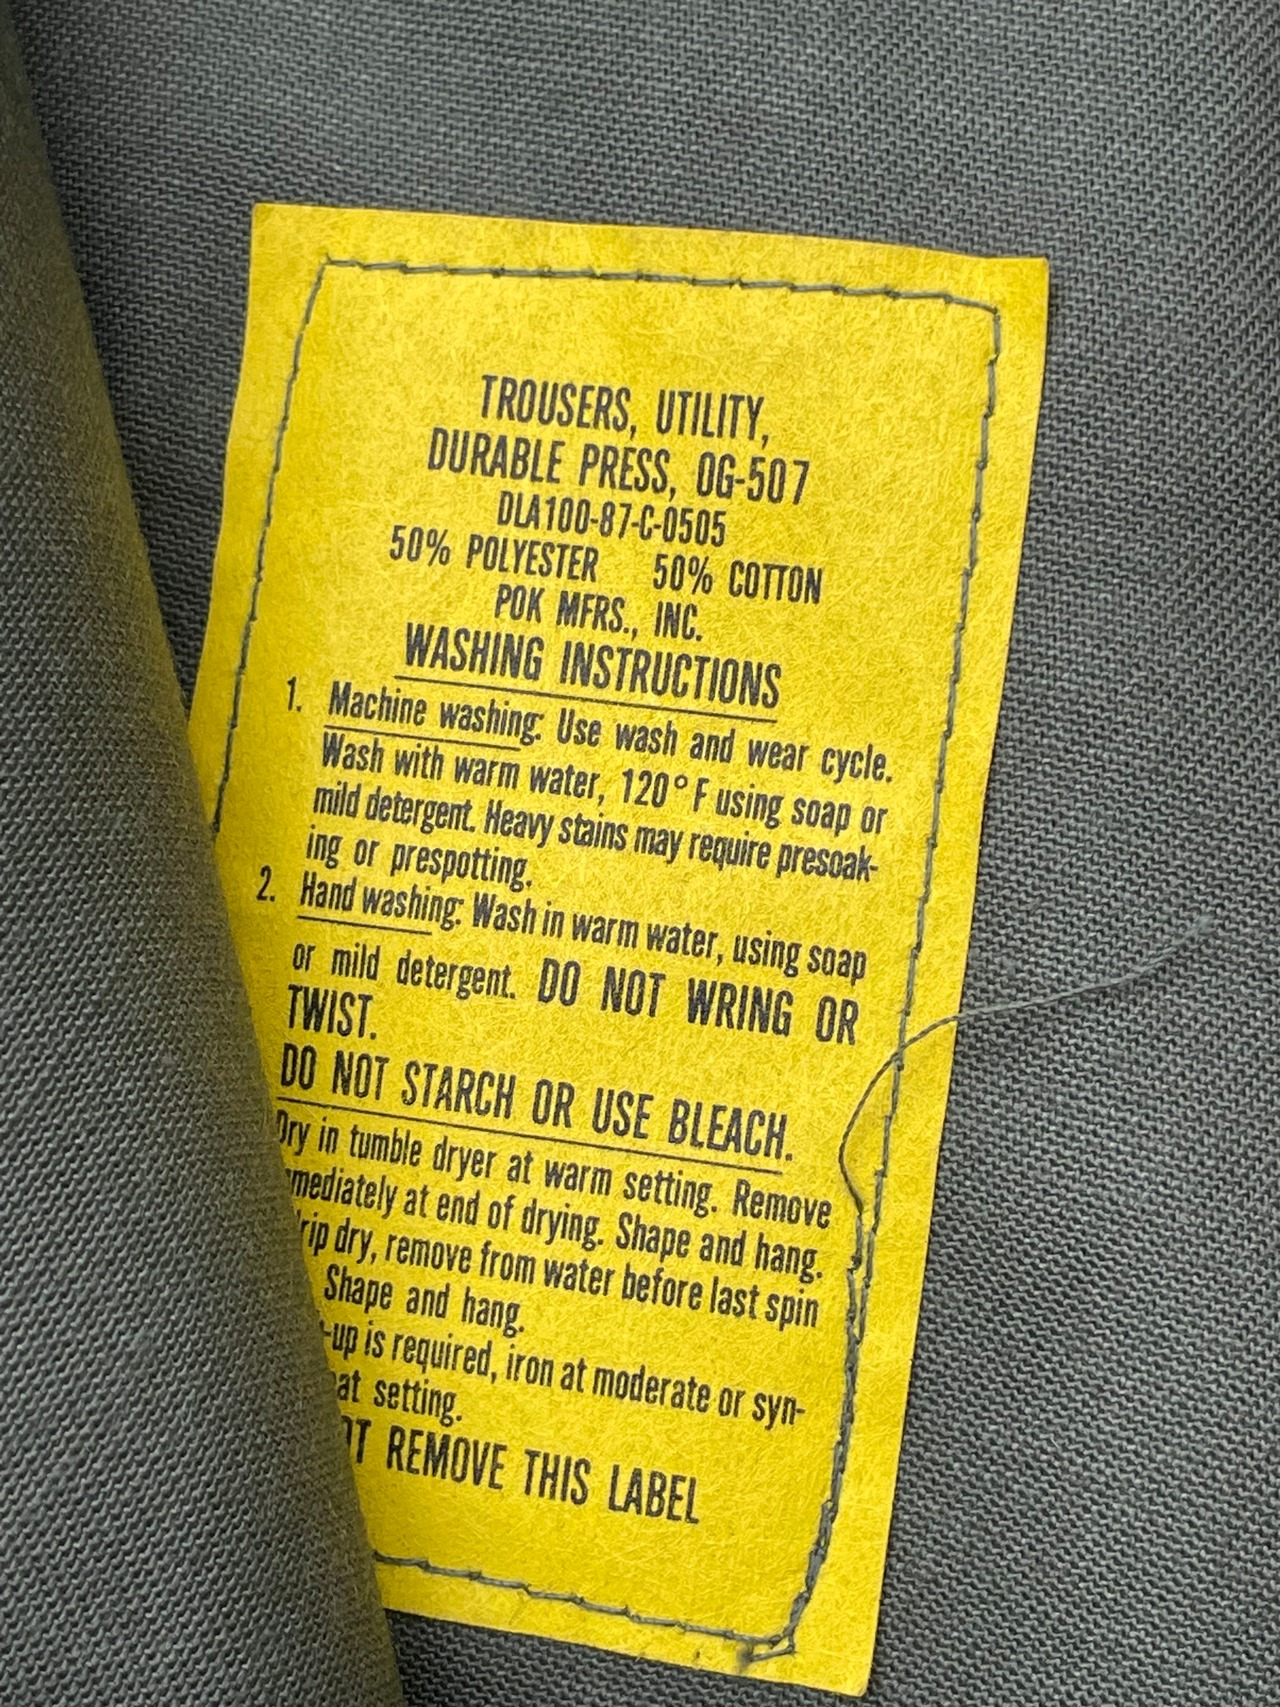 TROUSERS, UTILITY,
DURABLE PRESS, OG-507
DLA100-87-C-0505
50% POLYESTER 50% COTTON
POK MFRS., INC.
WASHING INSTRUCTIONS
1. Machine washing: Use wash and wear cycle.
Wash with warm water, 120° F using soap or
mild detergent. Heavy stains may require presoak-
ing or prespotting.
2. Hand washing: Wash in warm water, using soap
or mild detergent. DO NOT WRING OR
TWIST.
DO NOT STARCH OR USE BLEACH.
Dry in tumble dryer at warm setting. Remove
mediately at end of drying. Shape and hang.
rip dry, remove from water before last spin
Shape and hang.
-up is required, iron at moderate or syn-
at setting.
OT REMOVE THIS LABEL